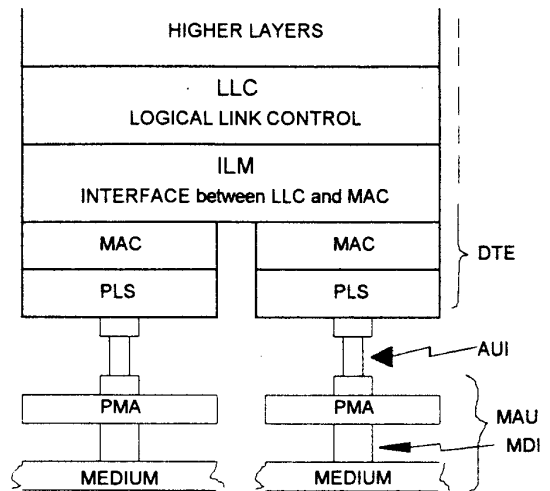 HIGHER LAYERS
LLC
LOGICAL LINK CONTROL
ILM
INTERFACE between LLC and MAC
MAC
MAC
DTE
PLS
PLS
AUI
PMA
PMA
MAU
MDI
MEDIUM
MEDIUM